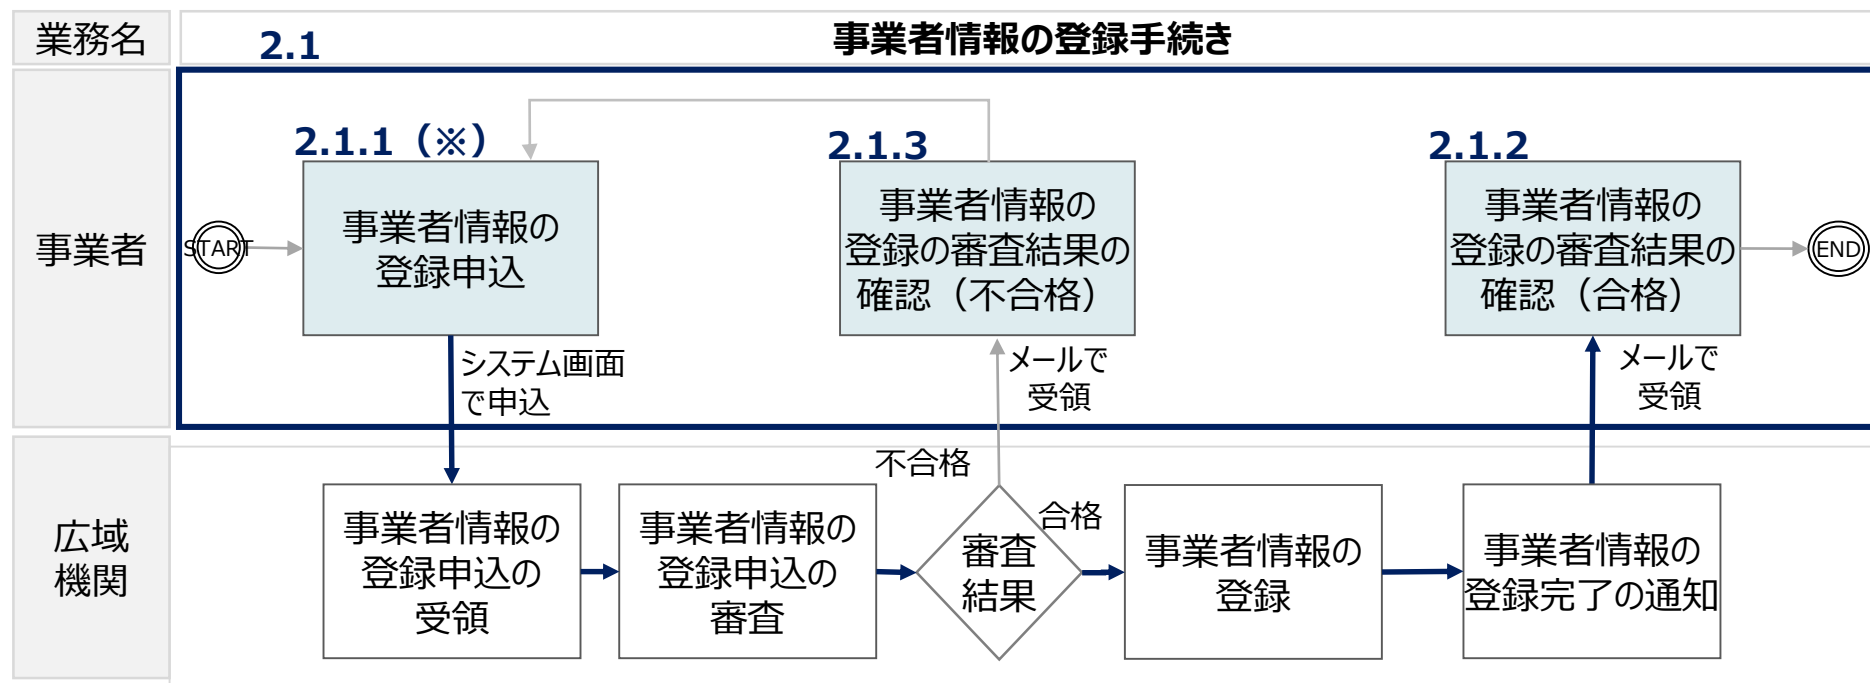 業務名
2.1
事業者情報の登録手続き
事業者
START
2.1.1（※）
事業者情報の
登録申込
システム画面
で申込
2.1.3
事業者情報の
登録の審査結果の
確認（不合格）
メールで
受領
2.1.2
事業者情報の
登録の審査結果の
確認（合格）
メールで
受領
END
広域
機関
事業者情報の
登録申込の
受領
事業者情報の
登録申込の
審査
不合格
審査
結果
合格
事業者情報の
登録
事業者情報の
登録完了の通知